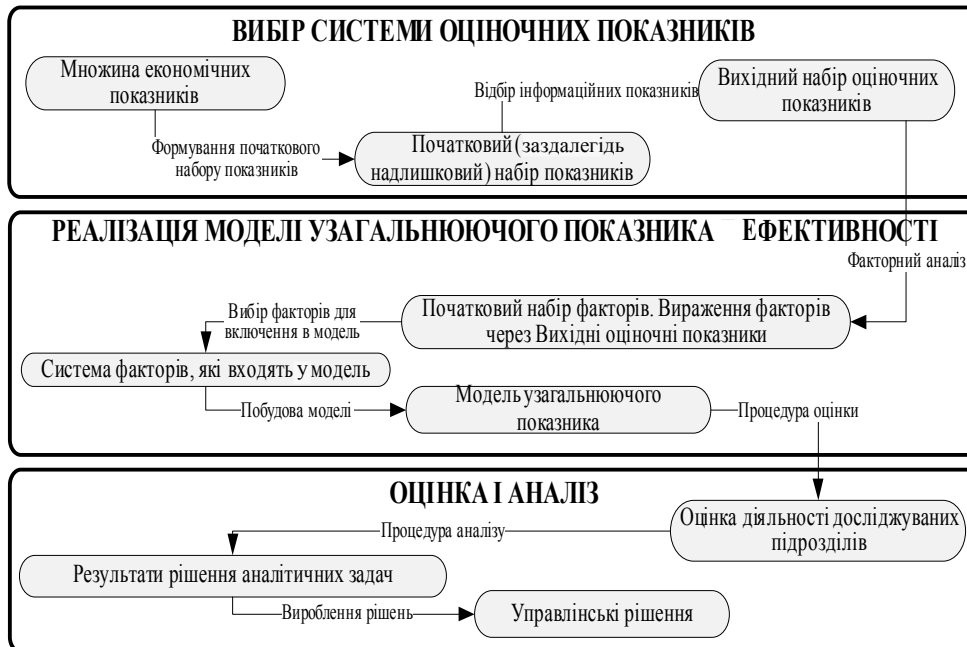 ВИБІР СИСТЕМИ ОЦІНОЧНИХ ПОКАЗНИКІВ
Множина економічних
показників
Відбір інформаційних показників
Вихідний набір оціночних
показників
Формування початкового
набору показників
Початковий (заздалегідь
надлишковий) набір показників
РЕАЛІЗАЦІЯ МОДЕЛІ УЗАГАЛЬНЮЮЧОГО ПОКАЗНИКА ЕФЕКТИВНОСТІ
Факторний аналіз
Вибір факторів для
включення в модель
Початковий набір факторів. Вираження факторів
через Вихідні оціночні показники
Система факторів, які входять у модель
Побудова моделі
Модель узагальнюючого
показника
Процедура оцінки
ОЦІНКА І АНАЛІЗ
Процедура аналізу
Оцінка діяльності досліджуваних
підрозділів
Результати рішення аналітичних задач
Вироблення рішень
Управлінські рішення